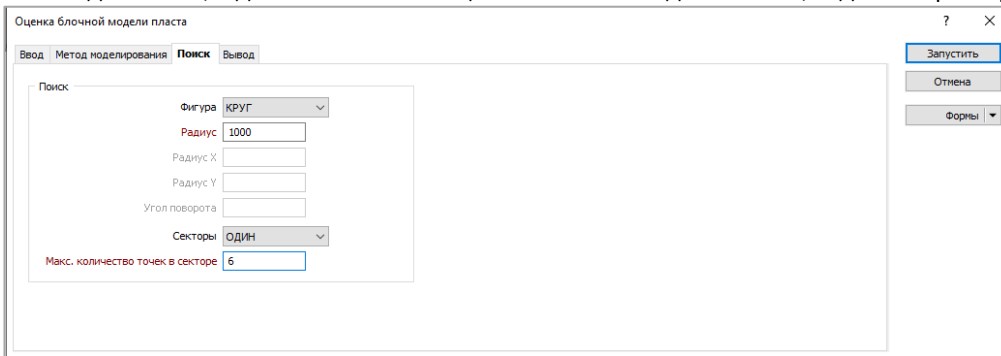 Оценка блочной модели пласта
?
Ввод Метод моделирования Поиск Вывод
Запустить
Поиск
Отмена
Фигура КРУГ
Формы
Радиус 1000
Радиус X
Радиус Y
Угол поворота
Секторы ОДИН
Макс. количество точек в секторе 6